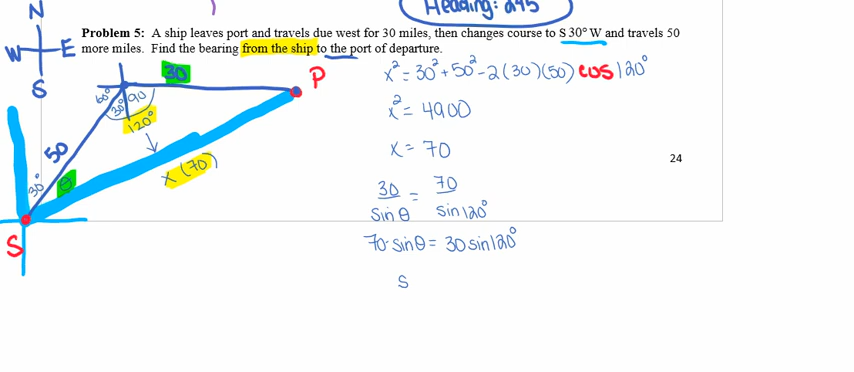 Heading: 245
N
W E
S
Problem 5: A ship leaves port and travels due west for 30 miles, then changes course to S 30° W and travels 50
more miles. Find the bearing from the ship to the port of departure.
30
P
60°
30°
90
120°
50
x (70)
30°
θ
S
x² = 30² + 50² - 2(30)(50) cos 120°
x² = 4900
x = 70
30/sin θ = 70/sin 120°
70·sin θ = 30 sin 120°
S
24